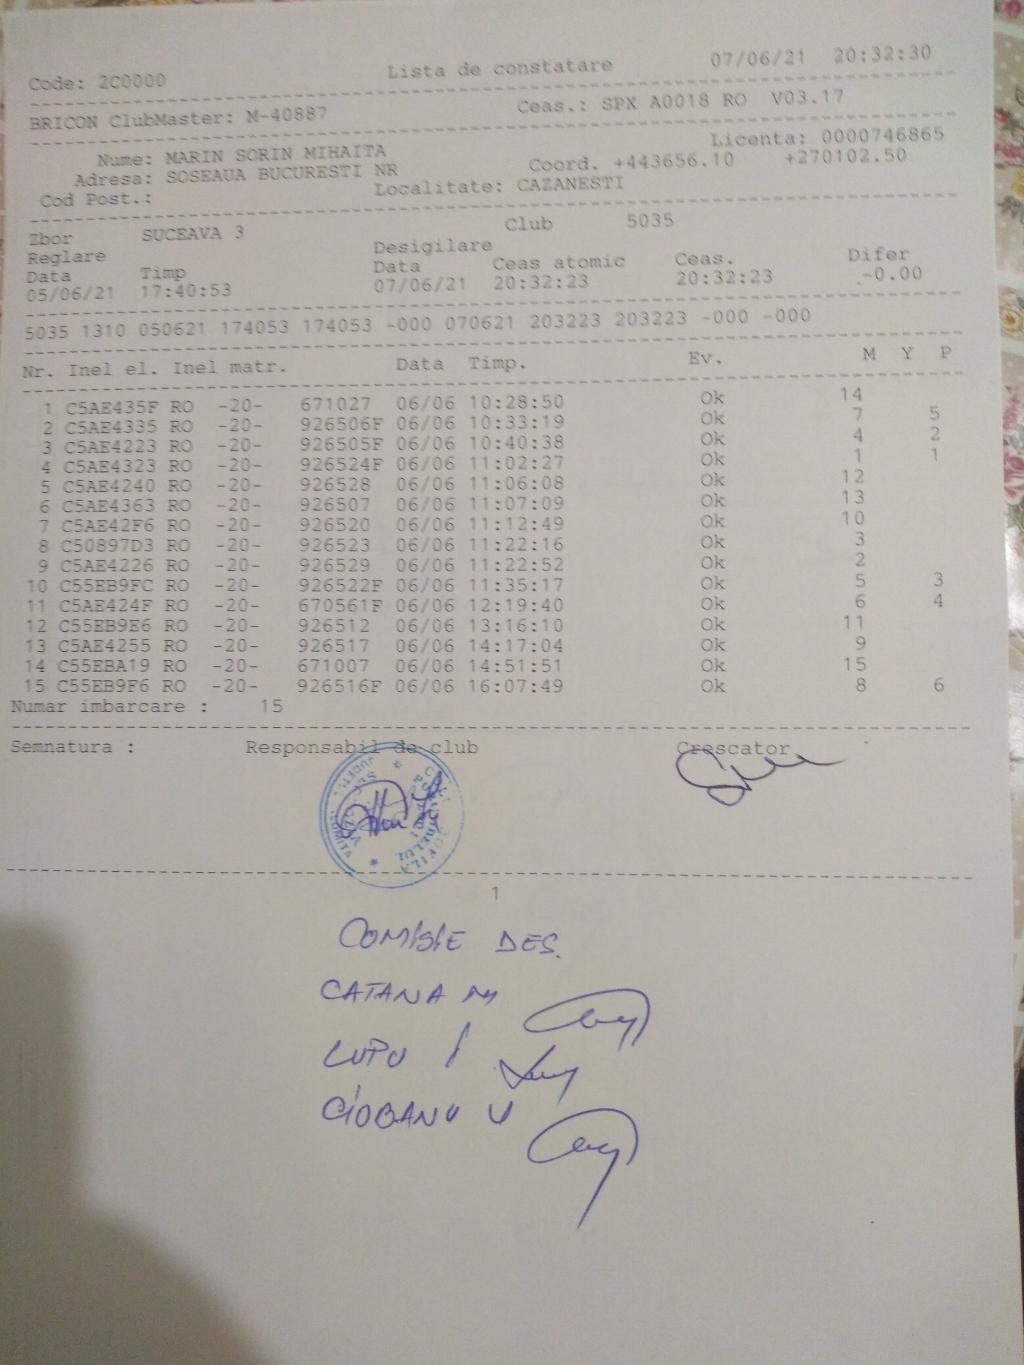 Code: 2C0000 Lista de constatare 07/06/21 20:32:30
BRICON ClubMaster: M-40887 Ceas.: SPX A0018 RO V03.17
Nume: MARIN SORIN MIHAITA Licenta: 0000746865
Adresa: SOSEAUA BUCURESTI NR Coord. +443656.10 +270102.50
Cod Post.: Localitate: CAZANESTI
Zbor SUCEAVA 3 Club 5035
Reglare Desigilare
Data Timp Data Ceas atomic Ceas. Difer
05/06/21 17:40:53 07/06/21 20:32:23 20:32:23 -0.00
5035 1310 050621 174053 174053 -000 070621 203223 203223 -000 -000
Nr. Inel el. Inel matr. Data Timp. Ev. M Y P
1 C5AE435F RO -20- 671027 06/06 10:28:50 Ok 14
2 C5AE4335 RO -20- 926506F 06/06 10:33:19 Ok 7 5
3 C5AE4223 RO -20- 926505F 06/06 10:40:38 Ok 4 2
4 C5AE4323 RO -20- 926524F 06/06 11:02:27 Ok 1 1
5 C5AE4240 RO -20- 926528 06/06 11:06:08 Ok 12
6 C5AE4363 RO -20- 926507 06/06 11:07:09 Ok 13
7 C5AE42F6 RO -20- 926520 06/06 11:12:49 Ok 10
8 C50897D3 RO -20- 926523 06/06 11:22:16 Ok 3
9 C5AE4226 RO -20- 926529 06/06 11:22:52 Ok 2
10 C55EB9FC RO -20- 926522F 06/06 11:35:17 Ok 5 3
11 C5AE424F RO -20- 670561F 06/06 12:19:40 Ok 6 4
12 C55EB9E6 RO -20- 926512 06/06 13:16:10 Ok 11
13 C5AE4255 RO -20- 926517 06/06 14:17:04 Ok 9
14 C55EBA19 RO -20- 671007 06/06 14:51:51 Ok 15
15 C55EB9F6 RO -20- 926516F 06/06 16:07:49 Ok 8 6
Numar imbarcare : 15
Semnatura : Responsabil de club Crescator
1
COMISIE DES.
CATANA M
LUPU I
CIOBANU V